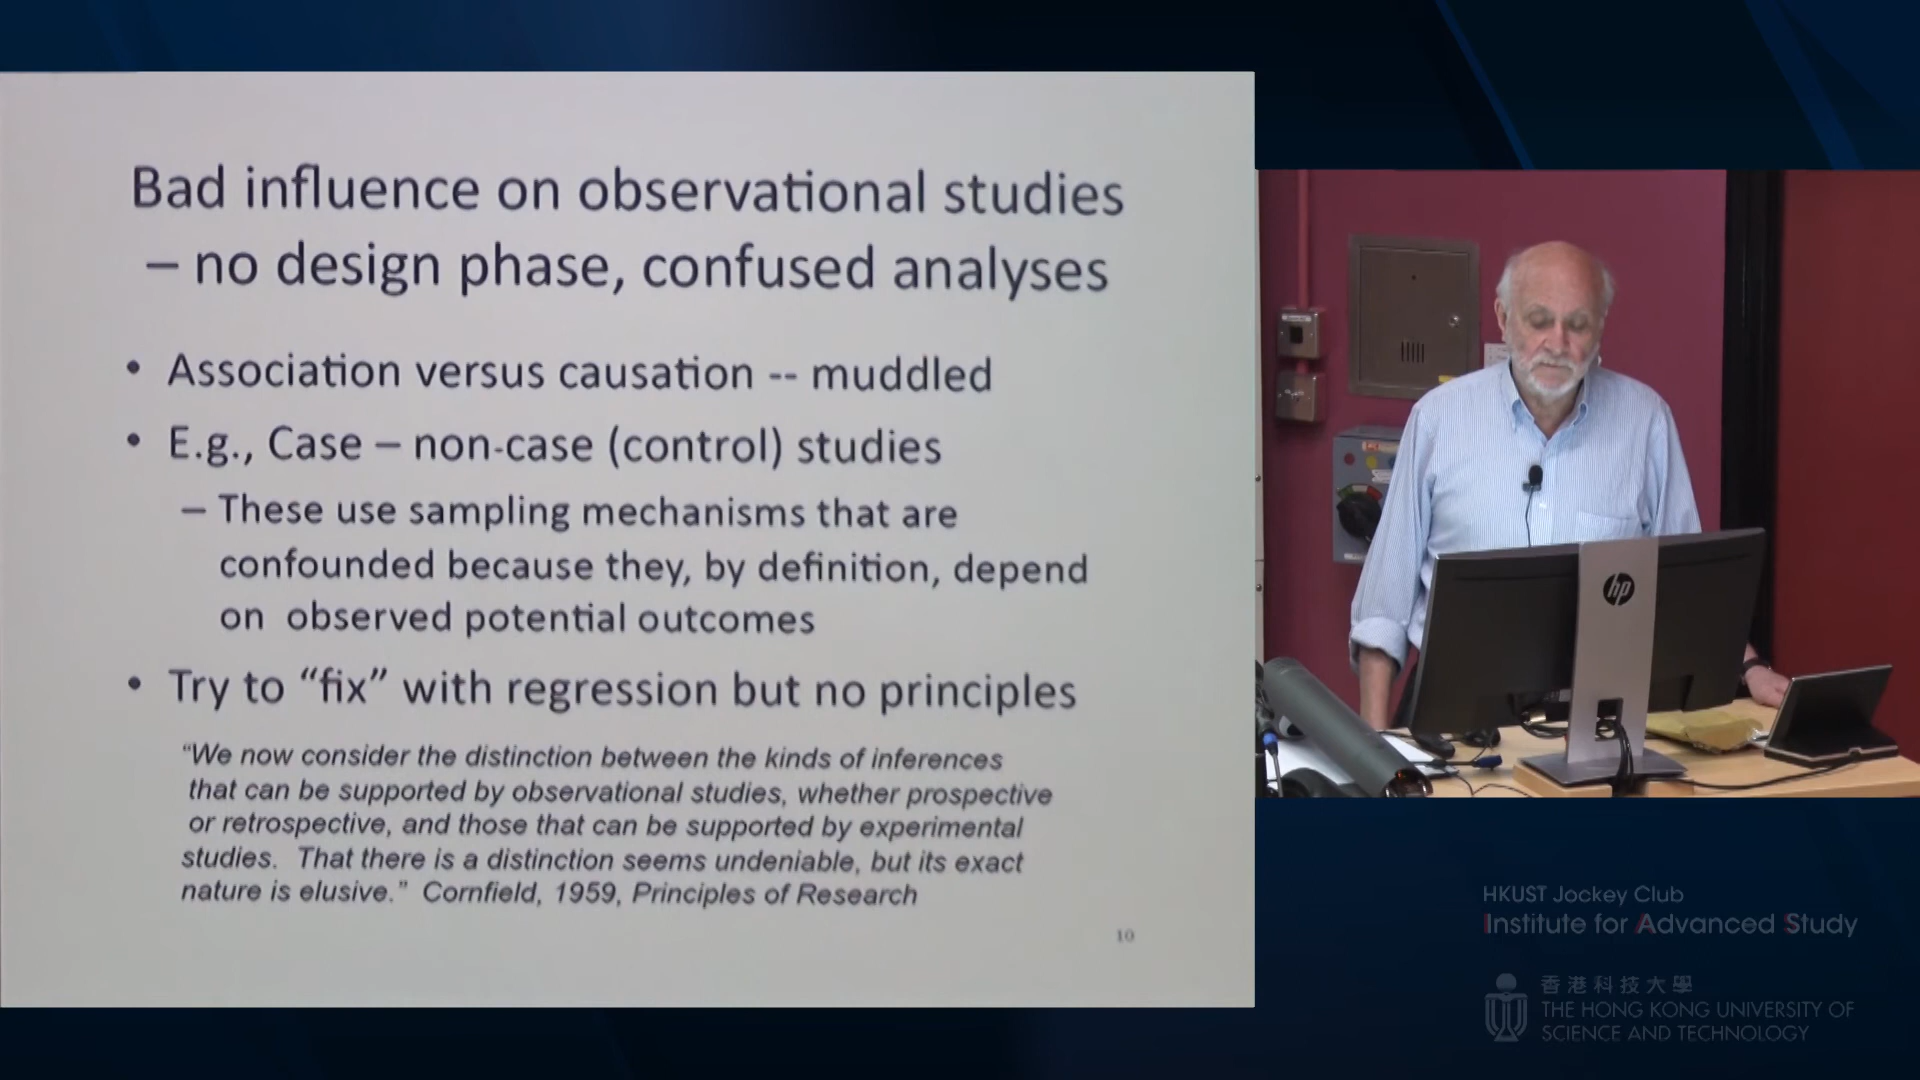 Bad influence on observational studies
– no design phase, confused analyses
• Association versus causation -- muddled
• E.g., Case – non-case (control) studies
– These use sampling mechanisms that are
confounded because they, by definition, depend
on observed potential outcomes
• Try to “fix” with regression but no principles
“We now consider the distinction between the kinds of inferences
that can be supported by observational studies, whether prospective
or retrospective, and those that can be supported by experimental
studies. That there is a distinction seems undeniable, but its exact
nature is elusive.” Cornfield, 1959, Principles of Research
10
hp
HKUST Jockey Club
Institute for Advanced Study
香港科技大學
THE HONG KONG UNIVERSITY OF
SCIENCE AND TECHNOLOGY